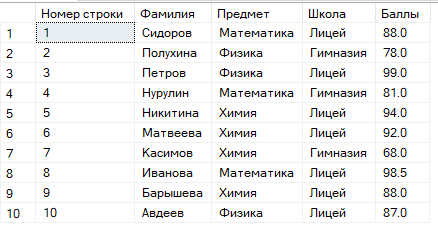 Номер строки Фамилия Предмет Школа Баллы
1 1 Сидоров Математика Лицей 88.0
2 2 Полухина Физика Гимназия 78.0
3 3 Петров Физика Лицей 99.0
4 4 Нурулин Математика Гимназия 81.0
5 5 Никитина Химия Лицей 94.0
6 6 Матвеева Химия Лицей 92.0
7 7 Касимов Химия Гимназия 68.0
8 8 Иванова Математика Лицей 98.5
9 9 Барышева Химия Лицей 88.0
10 10 Авдеев Физика Лицей 87.0